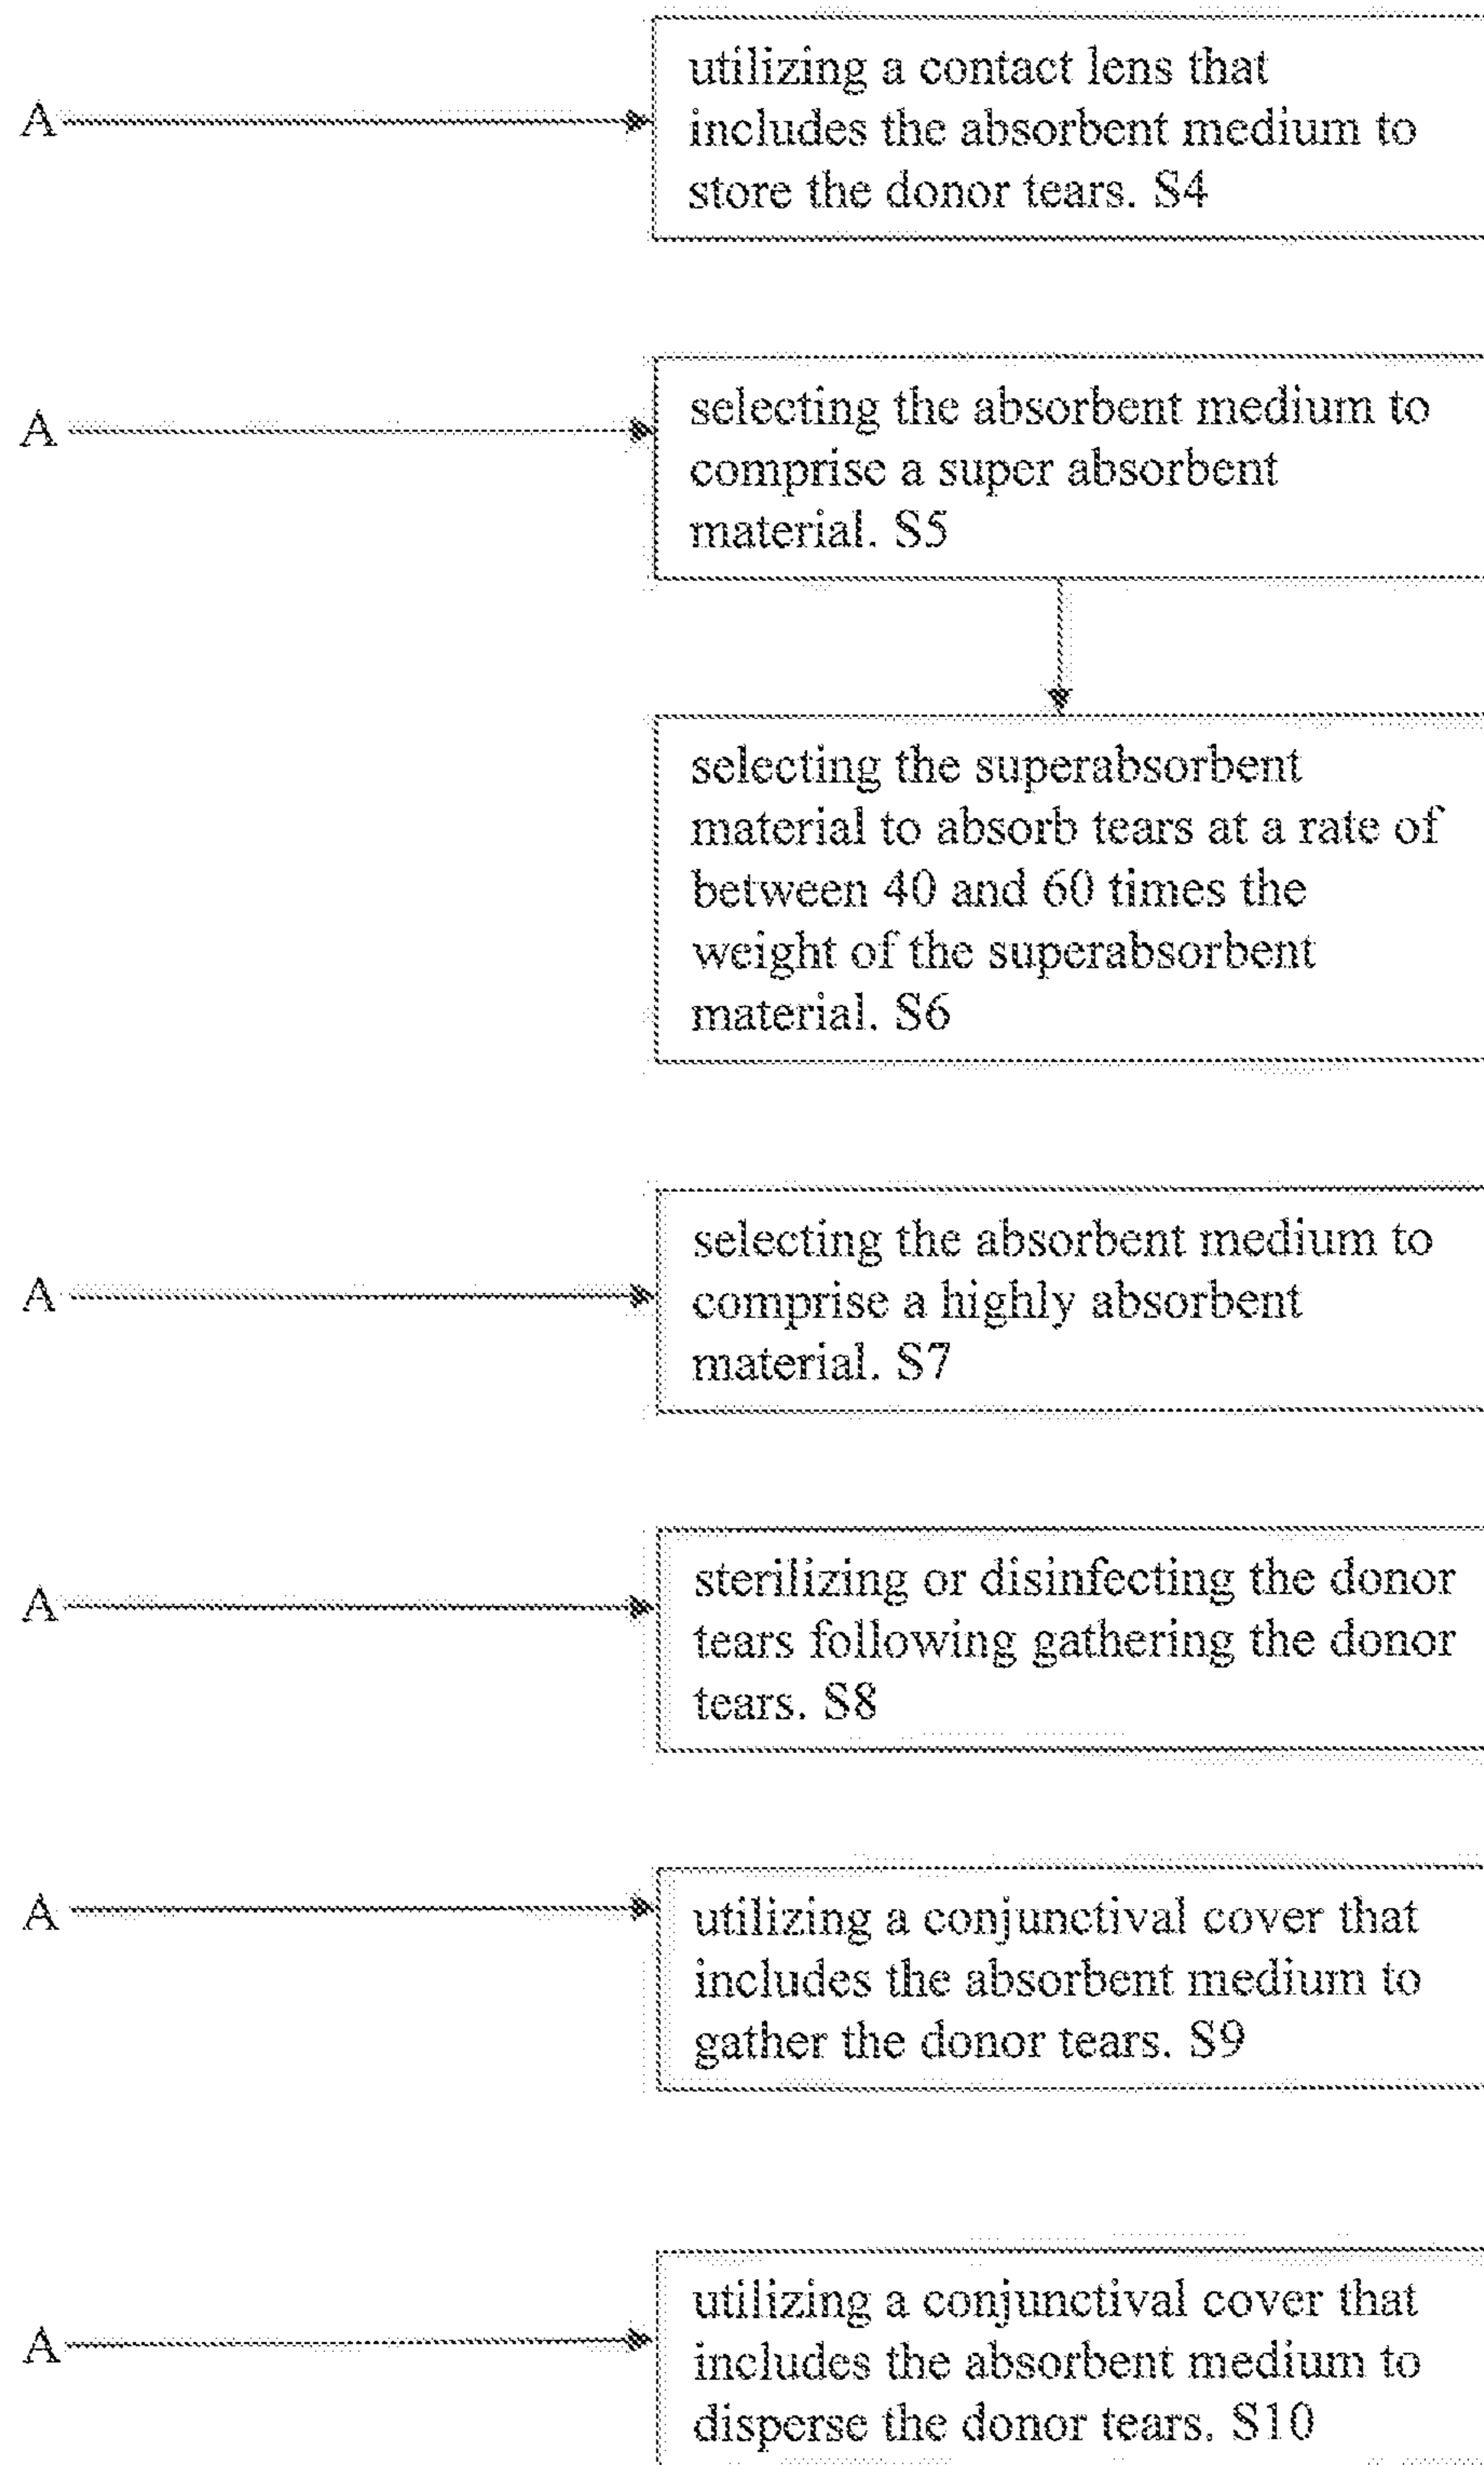 utilizing a contact lens that
A
includes the absorbent medium to
store the donor tears. S4
selecting the absorbent medium to
A
comprise a super absorbent
material. S5
selecting the superabsorbent
material to absorb tears at a rate of
between 40 and 60 times the
weight of the superabsorbent
material. S6
selecting the absorbent medium to
A
comprise a highly absorbent
material. S7
sterilizing or disinfecting the donor
A
tears following gathering the donor
tears. S8
A
utilizing a conjunctival cover that
includes the absorbent medium to
gather the donor tears. S9
utilizing a conjunctival cover that
A
includes the absorbent medium to
disperse the donor tears. S10